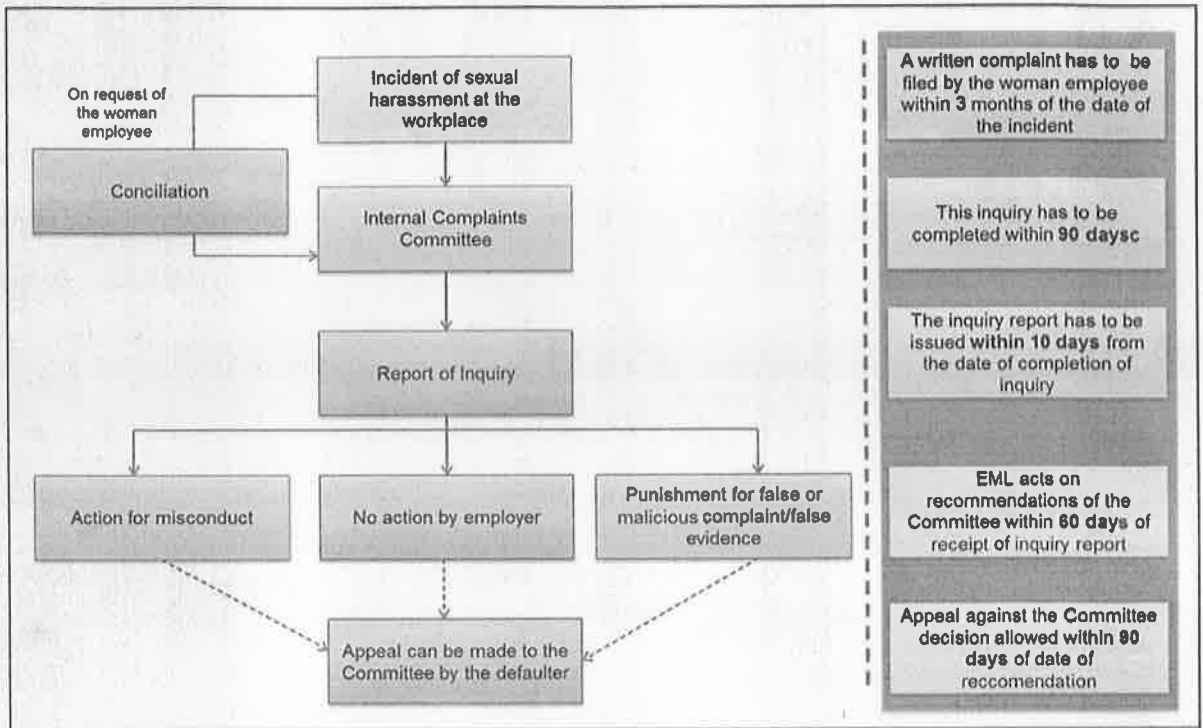 Incident of sexual
harassment at the
workplace
On request of
the woman
employee
Conciliation
Internal Complaints
Committee
Report of Inquiry
Action for misconduct
No action by employer
Punishment for false or
malicious complaint/false
evidence
Appeal can be made to the
Committee by the defaulter
A written complaint has to be
filed by the woman employee
within 3 months of the date of
the incident
This inquiry has to be
completed within 90 daysc
The inquiry report has to be
issued within 10 days from
the date of completion of
inquiry
EML acts on
recommendations of the
Committee within 60 days of
receipt of inquiry report
Appeal against the Committee
decision allowed within 90
days of date of
reccomendation